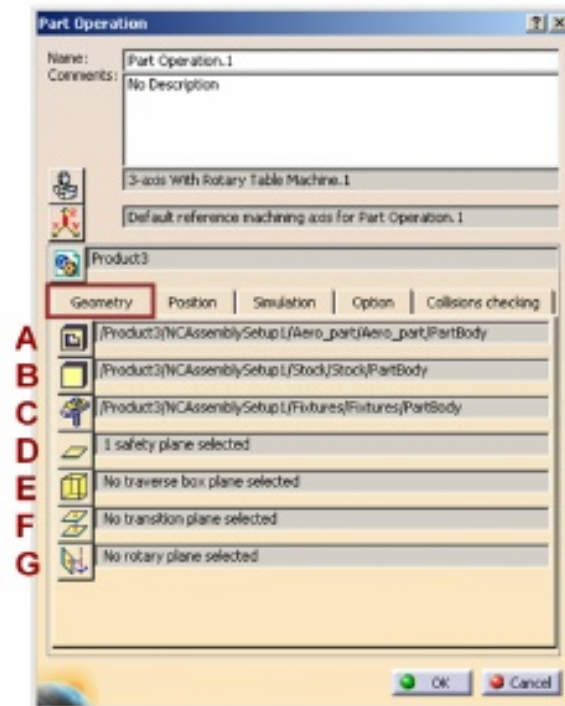 Part Operation
Name: Part Operation.1
Comments: No Description
3-axis With Rotary Table Machine.1
Default reference machining axis for Part Operation.1
Product3
Geometry Position Simulation Option Collisions checking
A /Product3/NCAssemblySetup1/Aero_part/Aero_part/PartBody
B /Product3/NCAssemblySetup1/Stock/Stock/PartBody
C /Product3/NCAssemblySetup1/Fixtures/Fixtures/PartBody
D 1 safety plane selected
E No traverse box plane selected
F No transition plane selected
G No rotary plane selected
OK Cancel